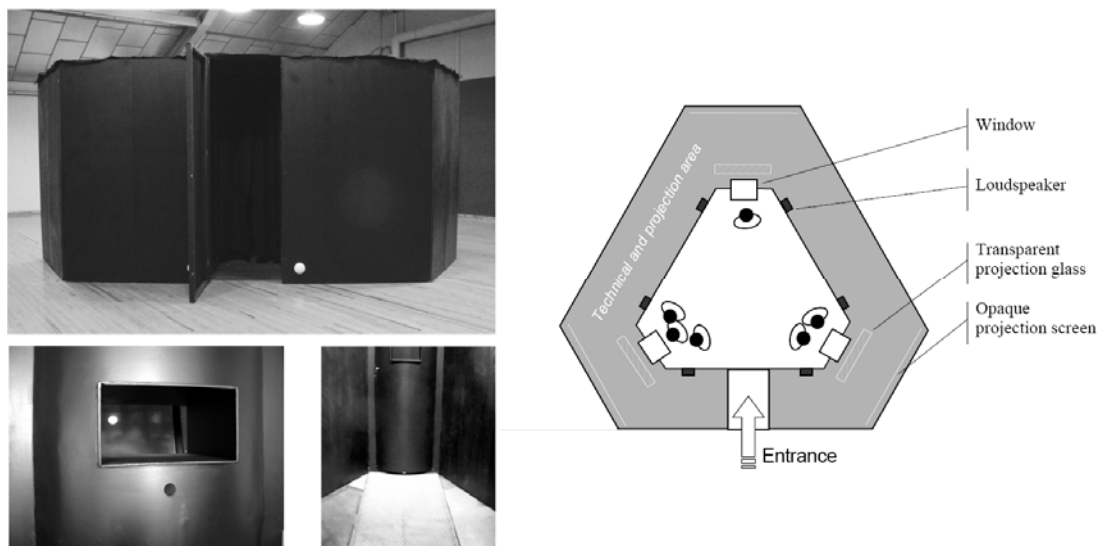 Window
Loudspeaker
Technical and projection area
Transparent
projection glass
Opaque
projection screen
Entrance